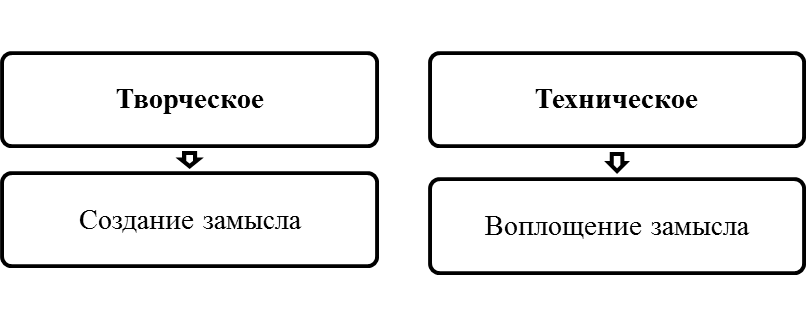 Творческое
Техническое
Создание замысла
Воплощение замысла